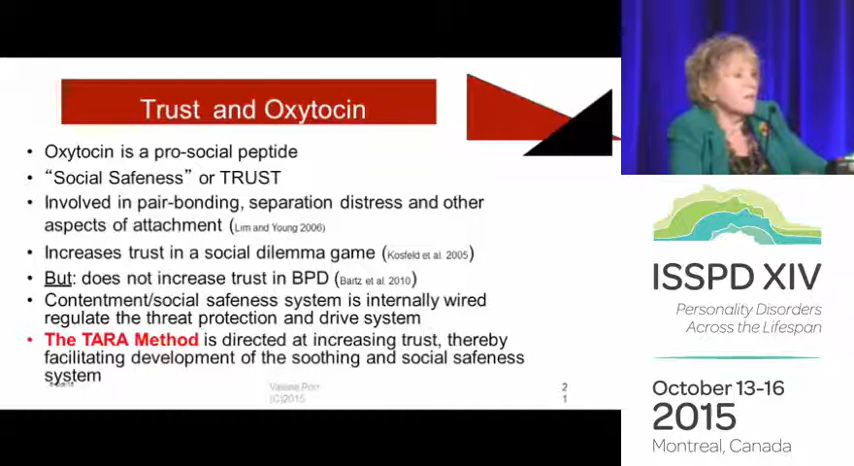 Trust and Oxytocin
• Oxytocin is a pro-social peptide
• “Social Safeness” or TRUST
• Involved in pair-bonding, separation distress and other
aspects of attachment (Lim and Young 2006)
• Increases trust in a social dilemma game (Kosfeld et al. 2005)
• But: does not increase trust in BPD (Bartz et al. 2010)
• Contentment/social safeness system is internally wired
regulate the threat protection and drive system
• The TARA Method is directed at increasing trust, thereby
facilitating development of the soothing and social safeness
system
(C)2015
2
1
ISSPD XIV
Personality Disorders
Across the Lifespan
October 13-16
2015
Montreal, Canada